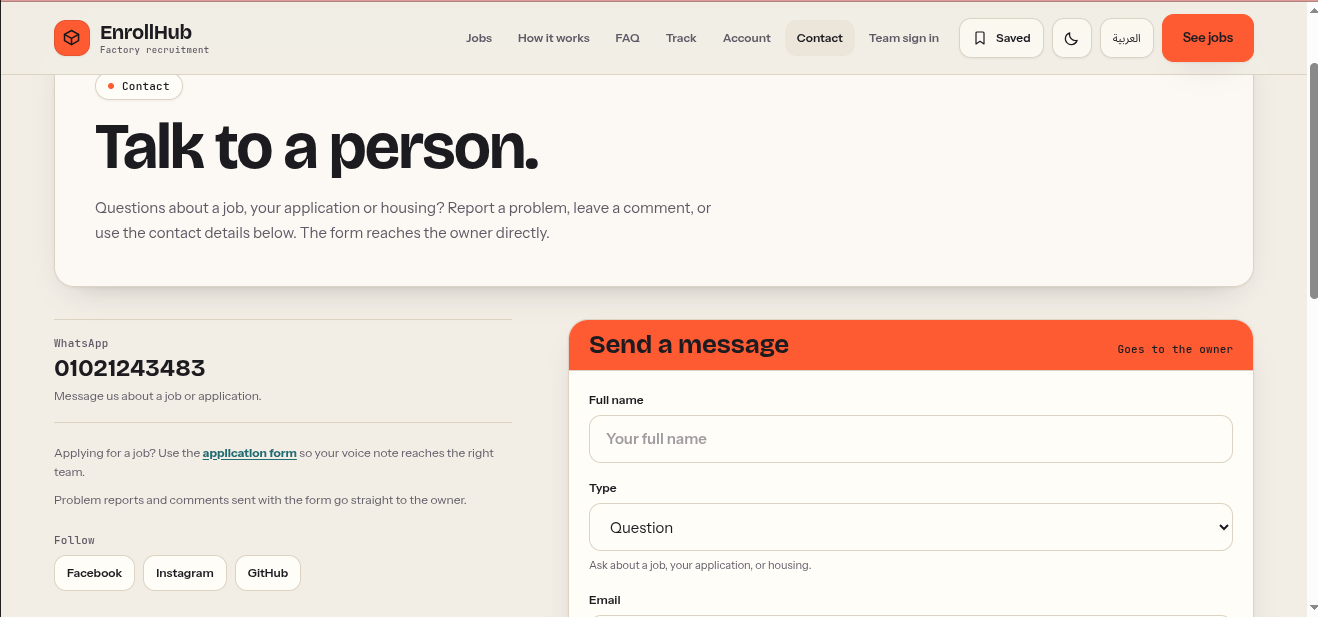 EnrollHub
Factory recruitment
Jobs
How it works
FAQ
Track
Account
Contact
Team sign in
Saved
العربية
See jobs
Contact
Talk to a person.
Questions about a job, your application or housing? Report a problem, leave a comment, or
use the contact details below. The form reaches the owner directly.
WhatsApp
01021243483
Message us about a job or application.
Applying for a job? Use the application form so your voice note reaches the right
team.
Problem reports and comments sent with the form go straight to the owner.
Follow
Facebook
Instagram
GitHub
Send a message
Goes to the owner
Full name
Your full name
Type
Question
Ask about a job, your application, or housing.
Email